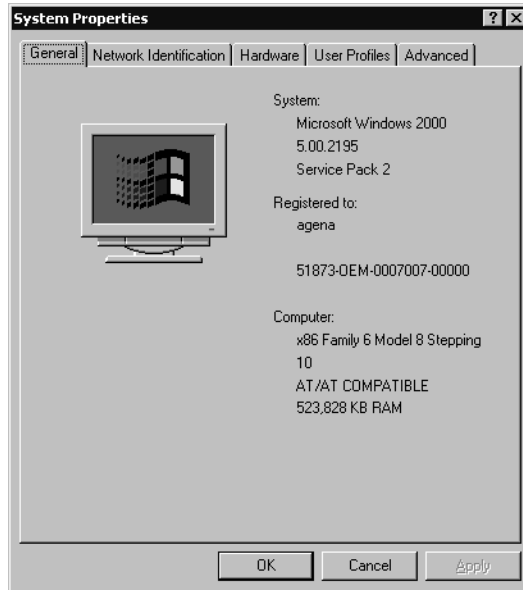 System Properties
General Network Identification Hardware User Profiles Advanced
System:
Microsoft Windows 2000
5.00.2195
Service Pack 2
Registered to:
agena
51873-OEM-0007007-00000
Computer:
x86 Family 6 Model 8 Stepping
10
AT/AT COMPATIBLE
523,828 KB RAM
OK Cancel Apply